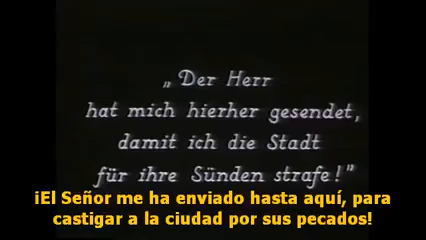 „Der Herr
hat mich hierher gesendet,
damit ich die Stadt
für ihre Sünden strafe!"
¡El Señor me ha enviado hasta aquí, para
castigar a la ciudad por sus pecados!